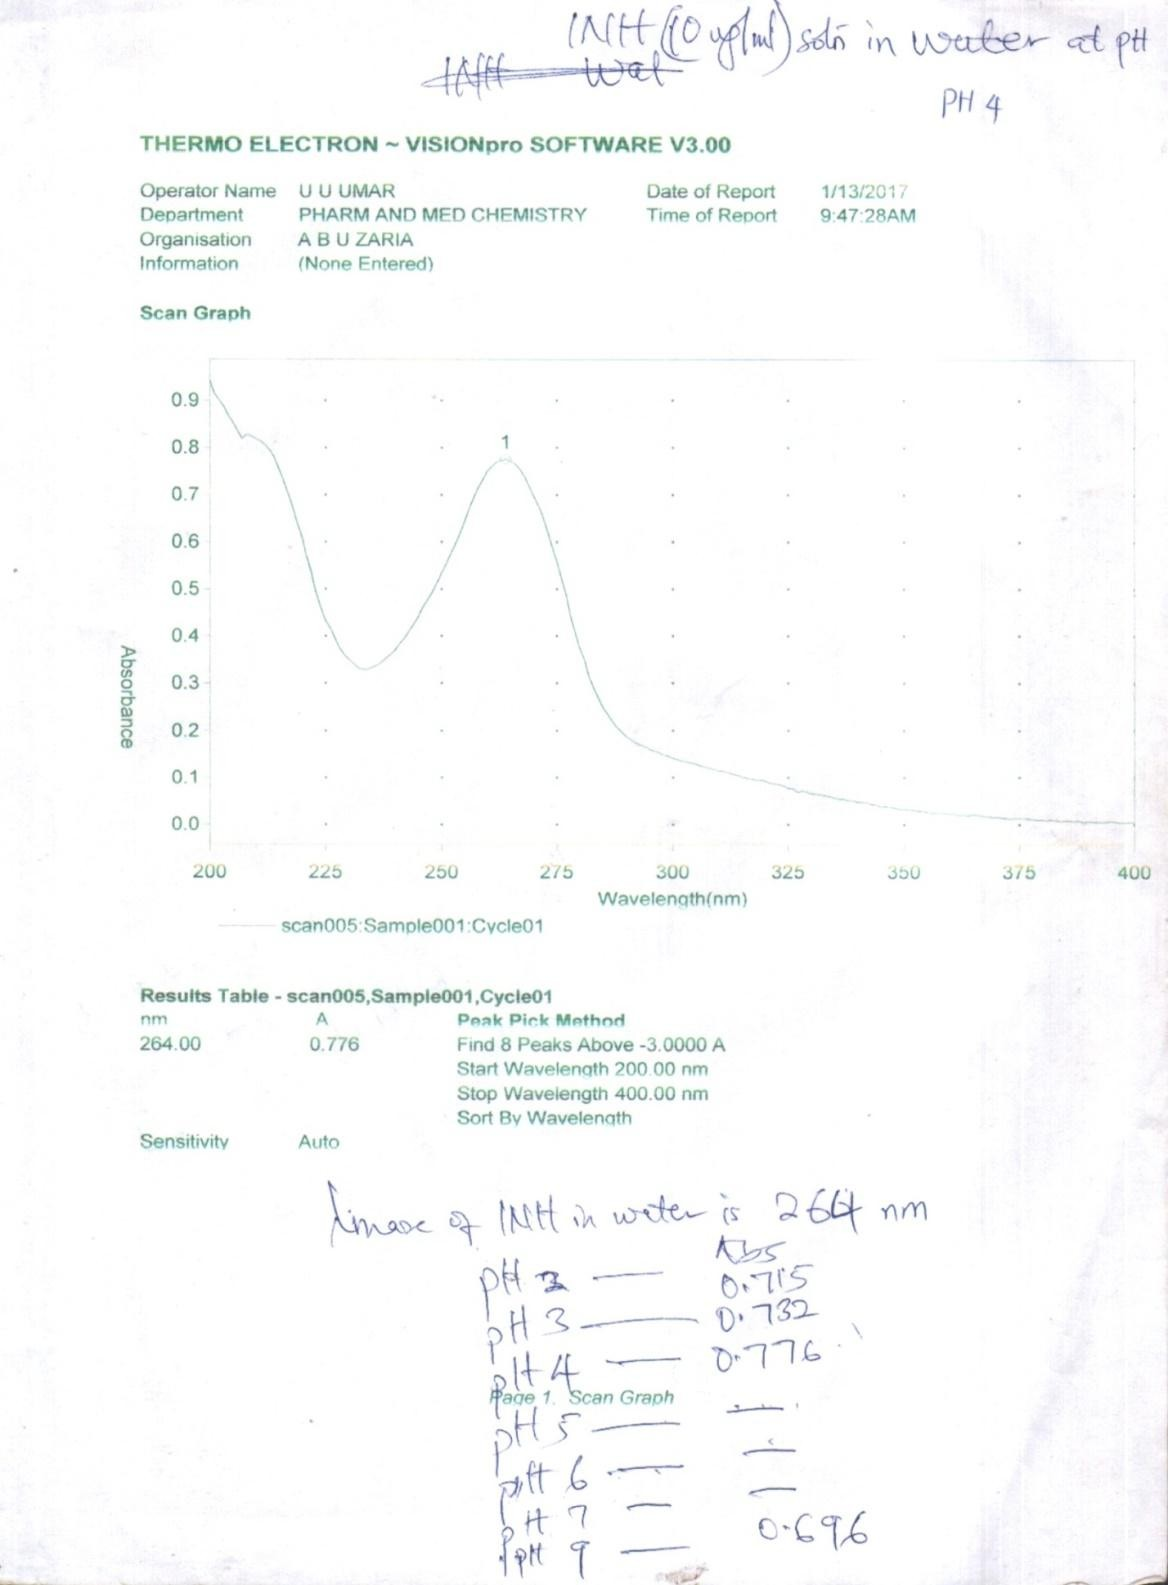 INH (10 ug/ml) soln in water at pH
INH Wat
PH 4
THERMO ELECTRON ~ VISIONpro SOFTWARE V3.00
Operator Name U U UMAR Date of Report 1/13/2017
Department PHARM AND MED CHEMISTRY Time of Report 9:47:28AM
Organisation A B U ZARIA
Information (None Entered)
Scan Graph
1
0.9
0.8
0.7
0.6
0.5
0.4
0.3
0.2
0.1
0.0
Absorbance
200 225 250 275 300 325 350 375 400
Wavelength(nm)
scan005:Sample001:Cycle01
Results Table - scan005,Sample001,Cycle01
nm A Peak Pick Method
264.00 0.776 Find 8 Peaks Above -3.0000 A
Start Wavelength 200.00 nm
Stop Wavelength 400.00 nm
Sort By Wavelength
Sensitivity Auto
λmax of INH in water is 264 nm
Abs
pH 2 — 0.715
pH 3 — 0.732
pH 4 — 0.776
Page 1. Scan Graph
pH 5 — —
pH 6 — —
pH 7 — —
pH 9 — 0.696